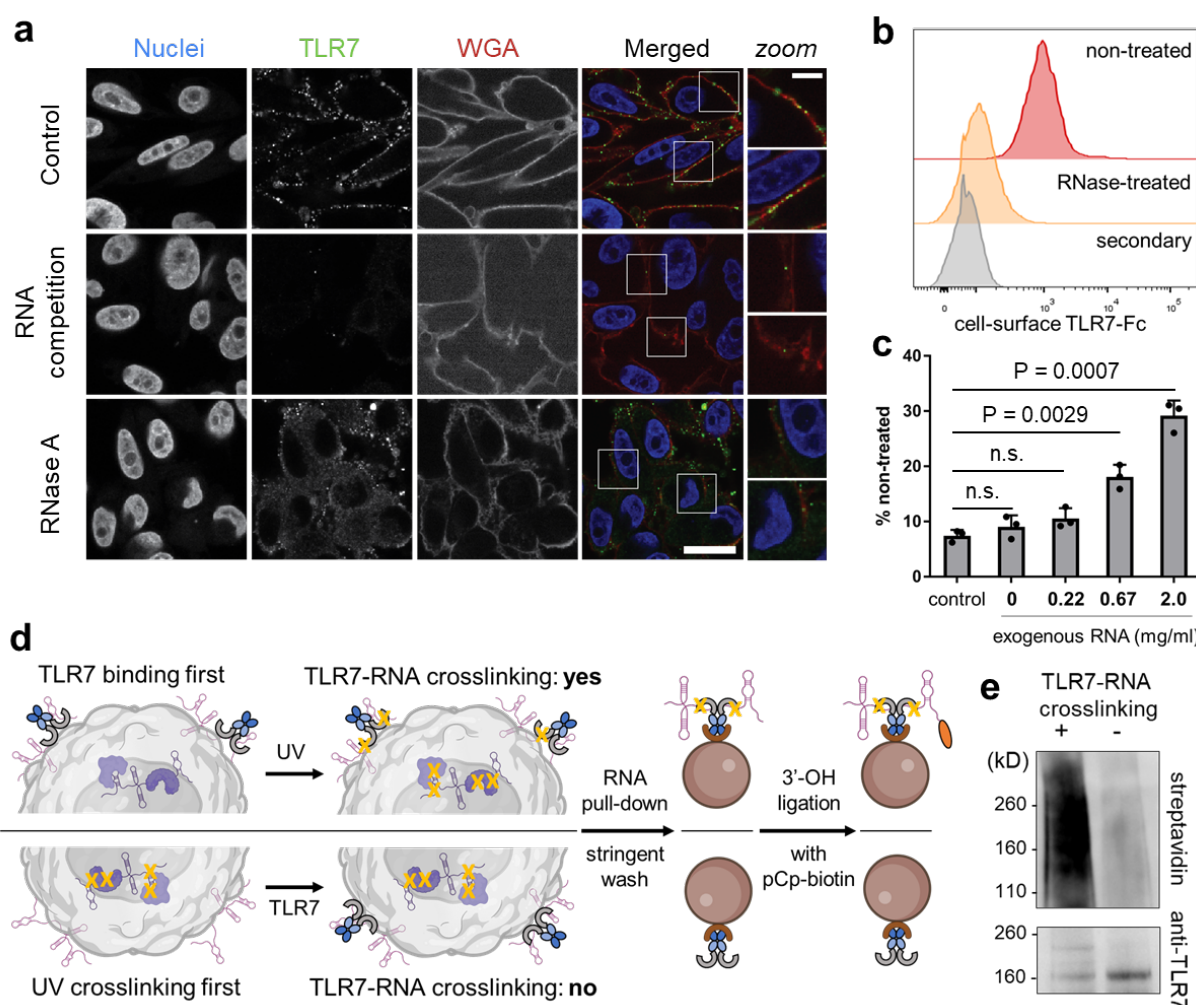 a
Nuclei
TLR7
WGA
Merged
zoom
Control
RNA
competition
RNase A
b
non-treated
RNase-treated
secondary
0
10³
10⁴
10⁵
cell-surface TLR7-Fc
c
% non-treated
40
30
20
10
0
P = 0.0007
P = 0.0029
n.s.
n.s.
control
0
0.22
0.67
2.0
exogenous RNA (mg/ml)
d
TLR7 binding first
TLR7-RNA crosslinking: yes
UV
RNA
pull-down
stringent
wash
3'-OH
ligation
with
pCp-biotin
TLR7
UV crosslinking first
TLR7-RNA crosslinking: no
e
TLR7-RNA
crosslinking
+ -
(kD)
260
160
110
streptavidin
260
160
anti-TLR7